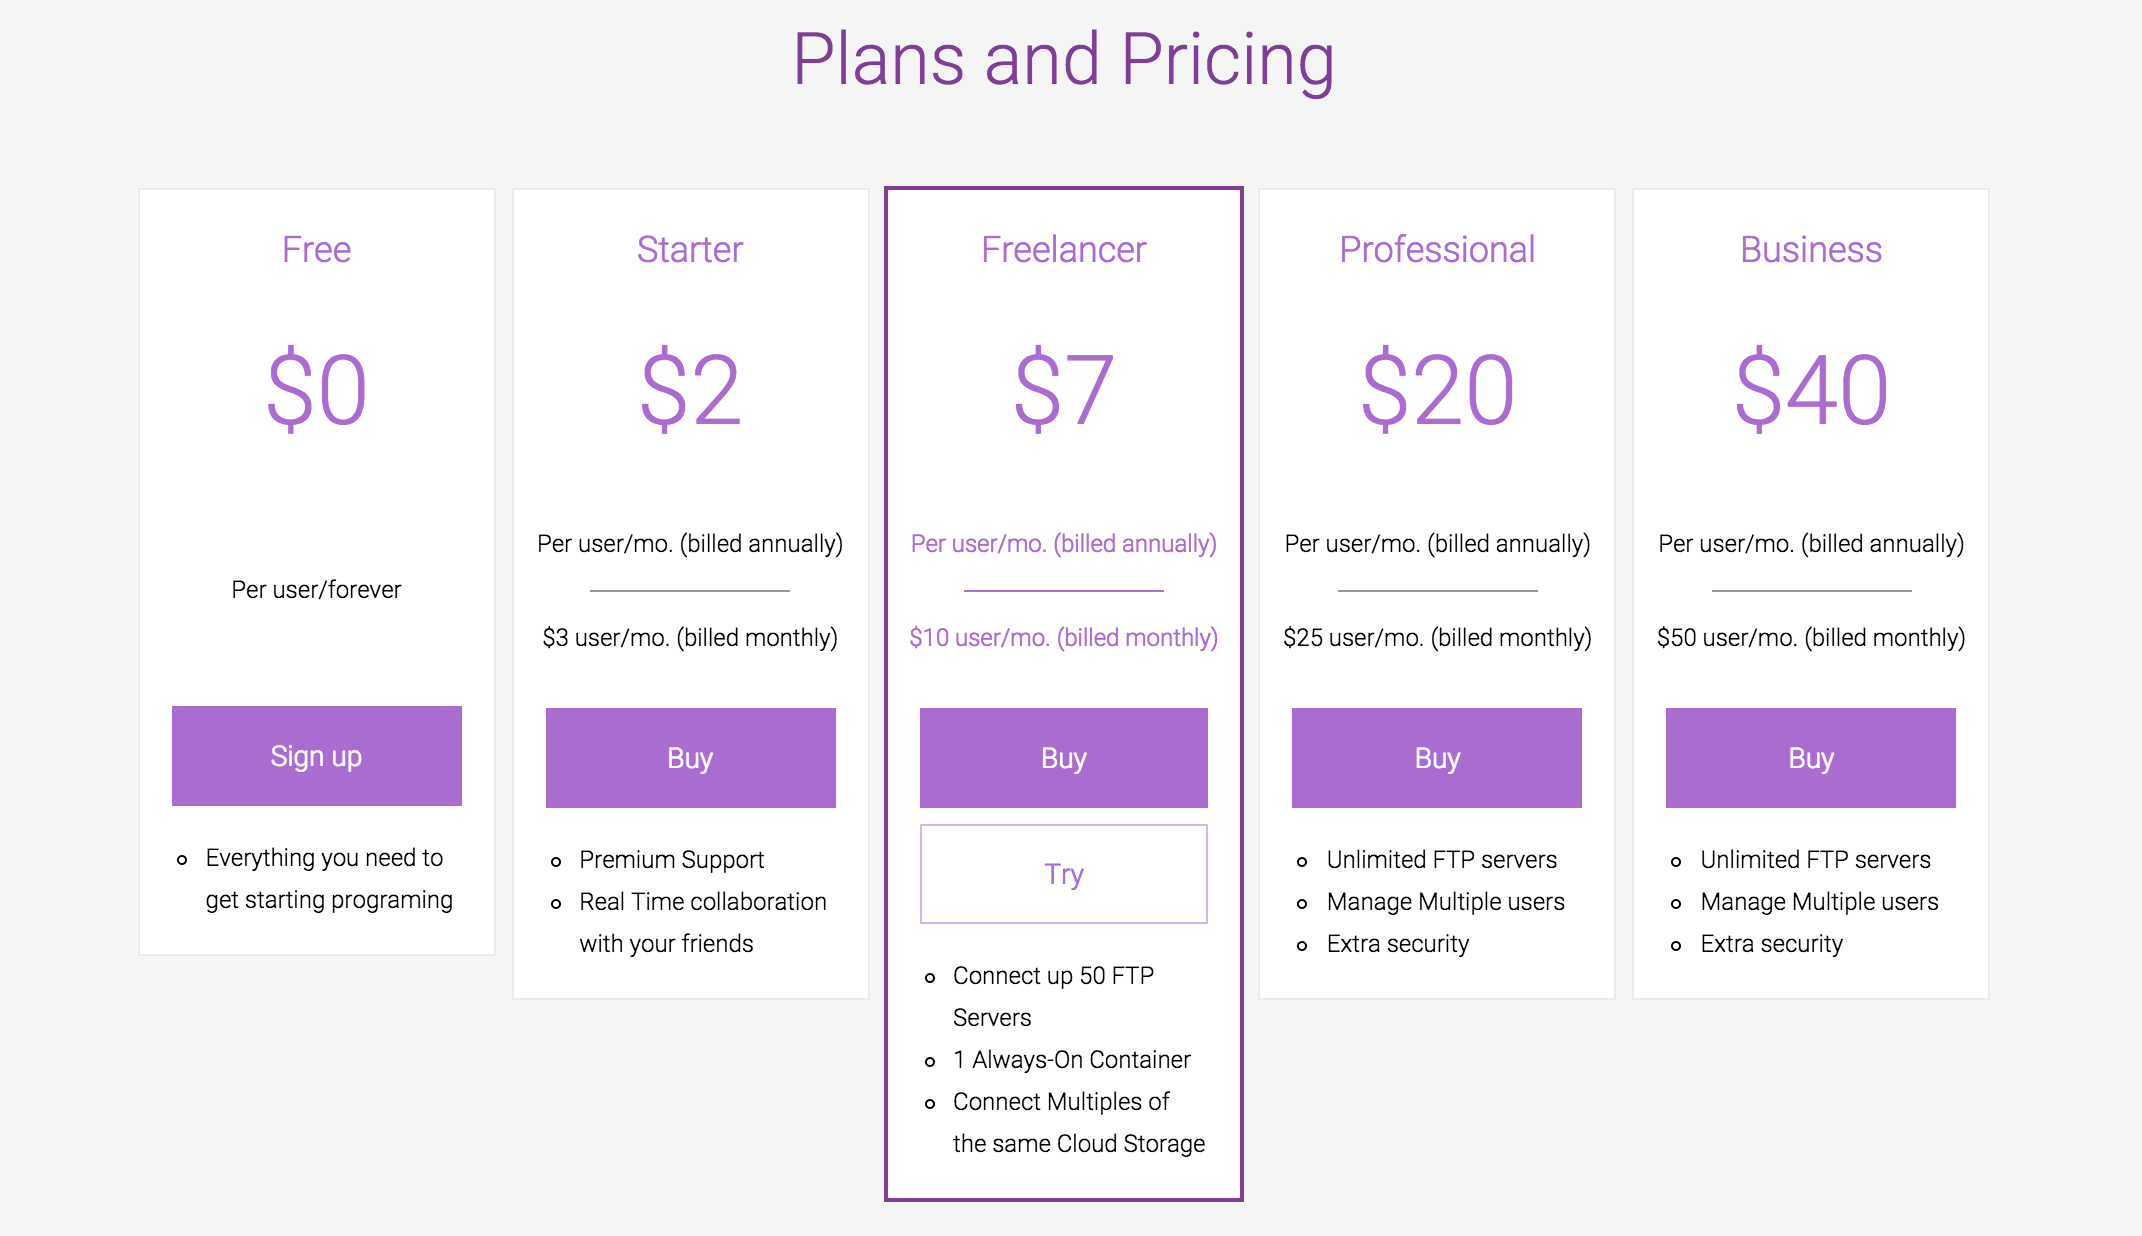 Plans and Pricing
Free
$0
Per user/forever
Sign up
Everything you need to
get starting programing
Starter
$2
Per user/mo. (billed annually)
$3 user/mo. (billed monthly)
Buy
Premium Support
Real Time collaboration
with your friends
Freelancer
$7
Per user/mo. (billed annually)
$10 user/mo. (billed monthly)
Buy
Try
Connect up 50 FTP
Servers
1 Always-On Container
Connect Multiples of
the same Cloud Storage
Professional
$20
Per user/mo. (billed annually)
$25 user/mo. (billed monthly)
Buy
Unlimited FTP servers
Manage Multiple users
Extra security
Business
$40
Per user/mo. (billed annually)
$50 user/mo. (billed monthly)
Buy
Unlimited FTP servers
Manage Multiple users
Extra security